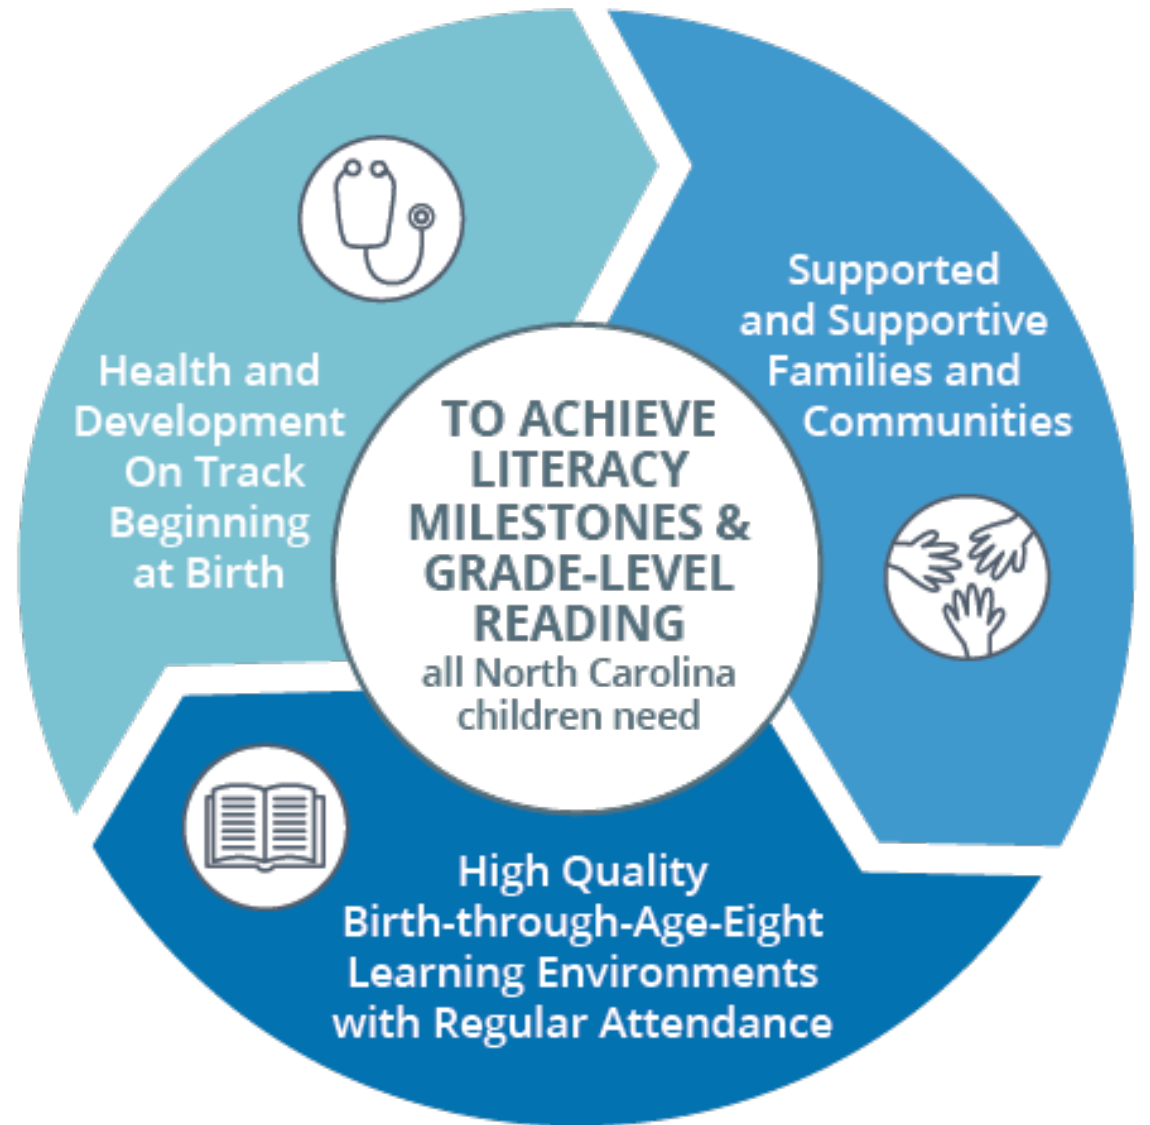 Health and
Development
On Track
Beginning
at Birth
Supported
and Supportive
Families and
Communities
TO ACHIEVE
LITERACY
MILESTONES &
GRADE-LEVEL
READING
all North Carolina
children need
High Quality
Birth-through-Age-Eight
Learning Environments
with Regular Attendance